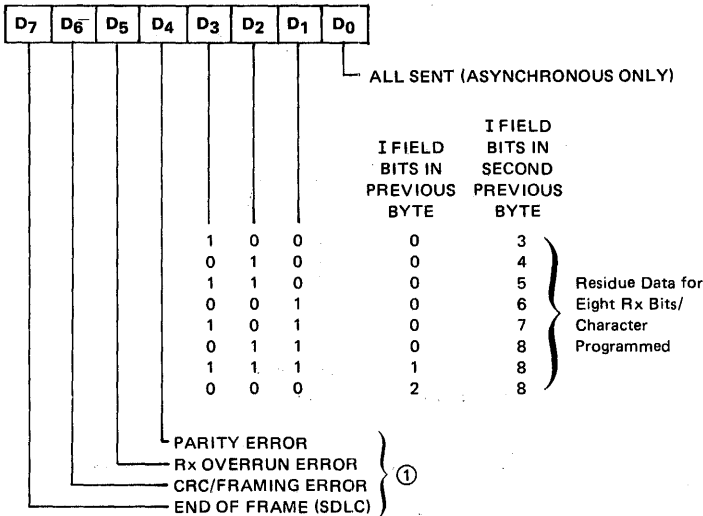 D7 D6 D5 D4 D3 D2 D1 D0
ALL SENT (ASYNCHRONOUS ONLY)
I FIELD BITS IN PREVIOUS BYTE
I FIELD BITS IN SECOND PREVIOUS BYTE
1 0 0 0 3
0 1 0 0 4
1 1 0 0 5
0 0 1 0 6
1 0 1 0 7
0 1 1 0 8
1 1 1 1 8
0 0 0 2 8
Residue Data for
Eight Rx Bits/
Character
Programmed
PARITY ERROR
Rx OVERRUN ERROR
CRC/FRAMING ERROR
END OF FRAME (SDLC)
①